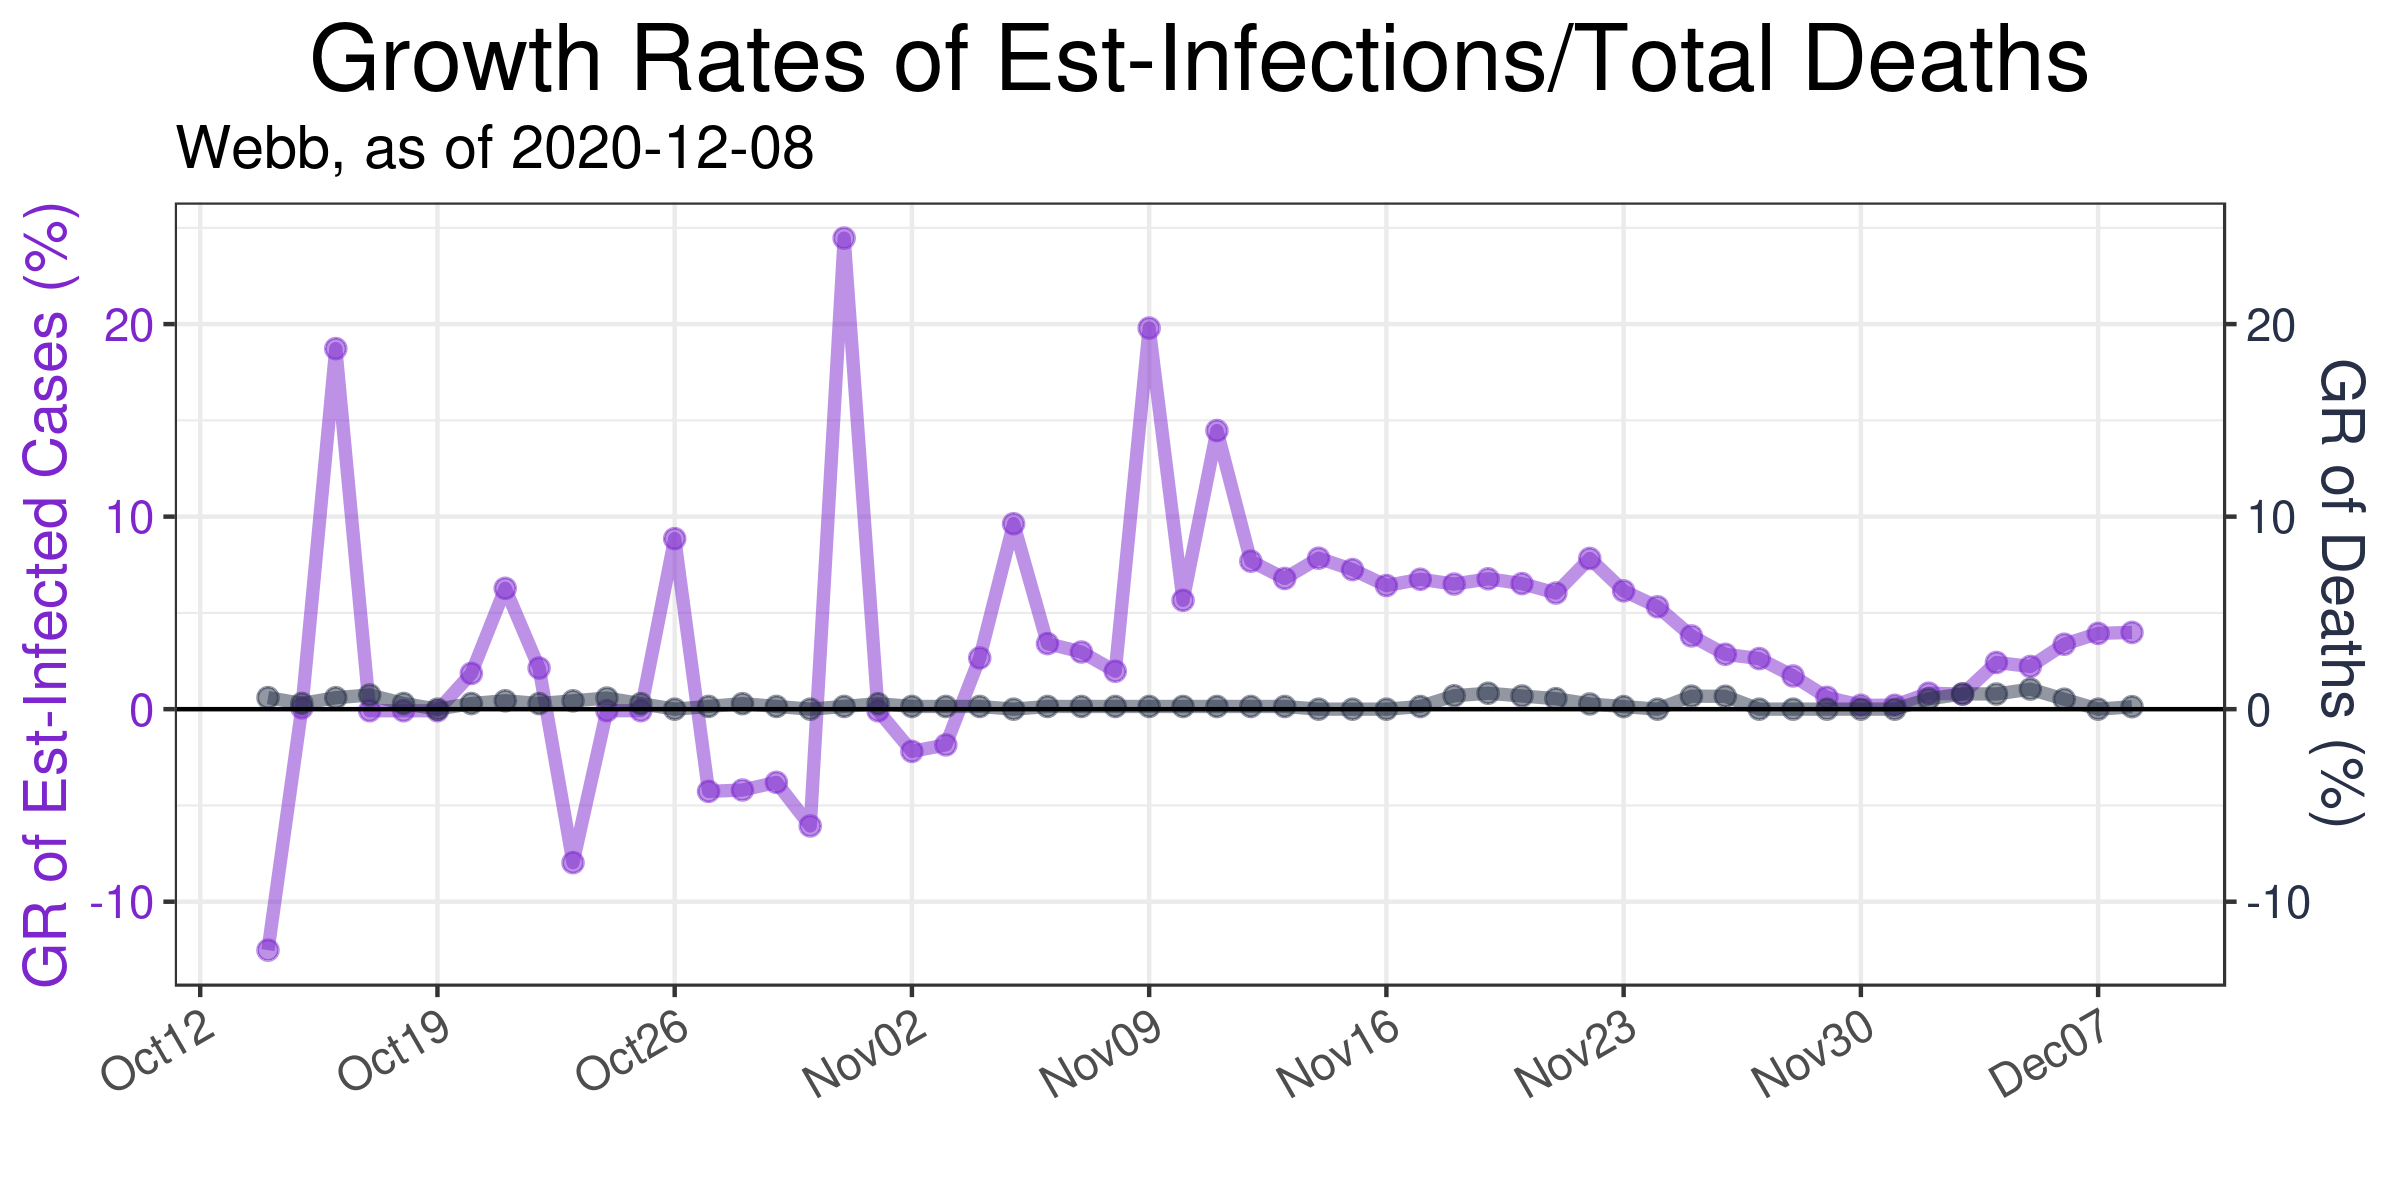 Growth Rates of Est-Infections/Total Deaths
Webb, as of 2020-12-08
GR of Est-Infected Cases (%)
20
10
0
-10
20
10
0
-10
GR of Deaths (%)
Oct12
Oct19
Oct26
Nov02
Nov09
Nov16
Nov23
Nov30
Dec07